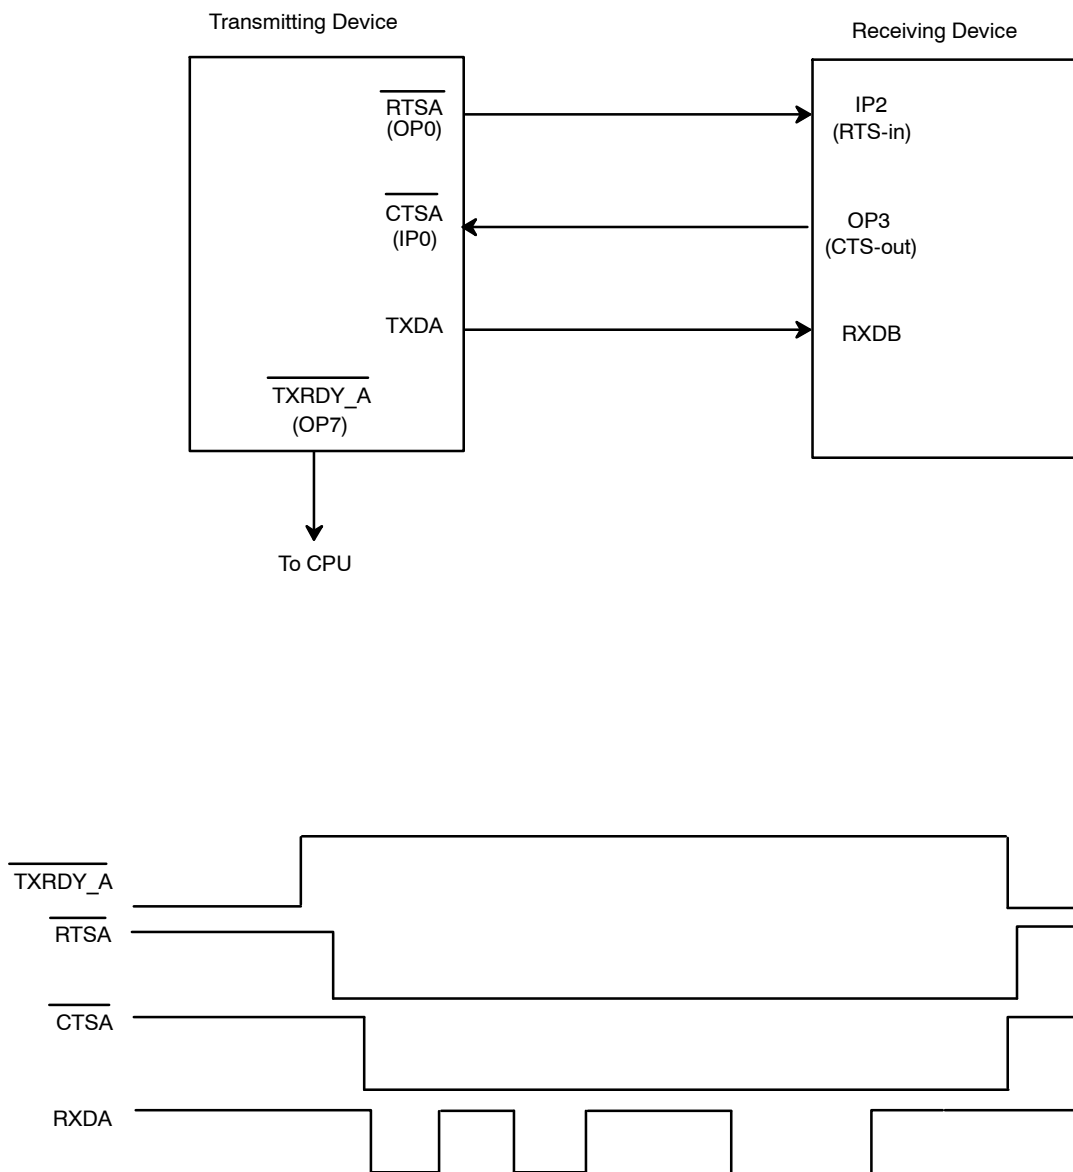 Transmitting Device
Receiving Device
RTSA
(OP0)
IP2
(RTS-in)
CTSA
(IP0)
OP3
(CTS-out)
TXDA
RXDB
TXRDY_A
(OP7)
To CPU
TXRDY_A
RTSA
CTSA
RXDA